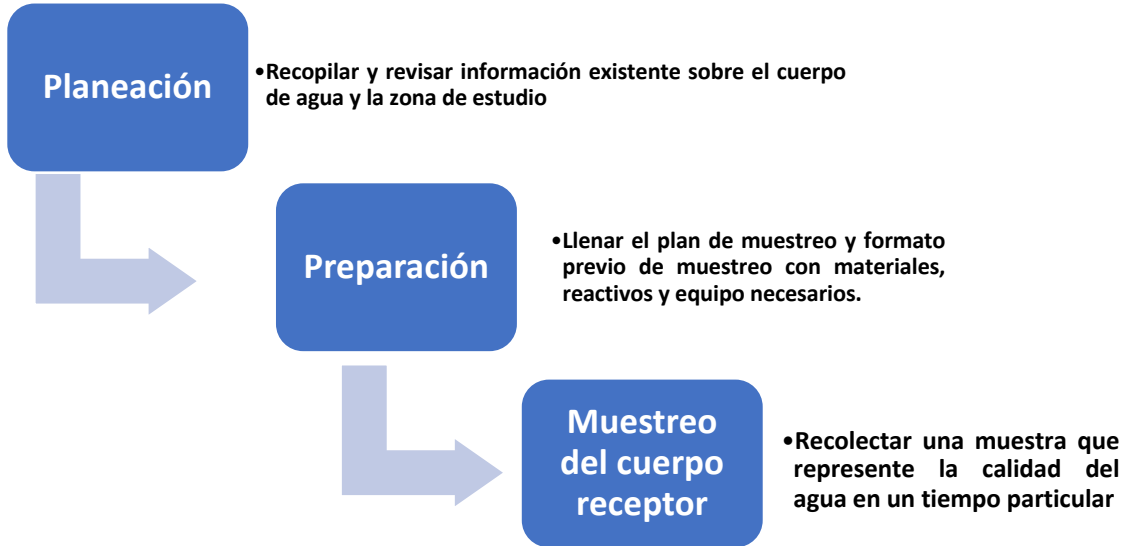 Planeación
•Recopilar y revisar información existente sobre el cuerpo
de agua y la zona de estudio
Preparación
•Llenar el plan de muestreo y formato
previo de muestreo con materiales,
reactivos y equipo necesarios.
Muestreo
del cuerpo
receptor
•Recolectar una muestra que
represente la calidad del
agua en un tiempo particular